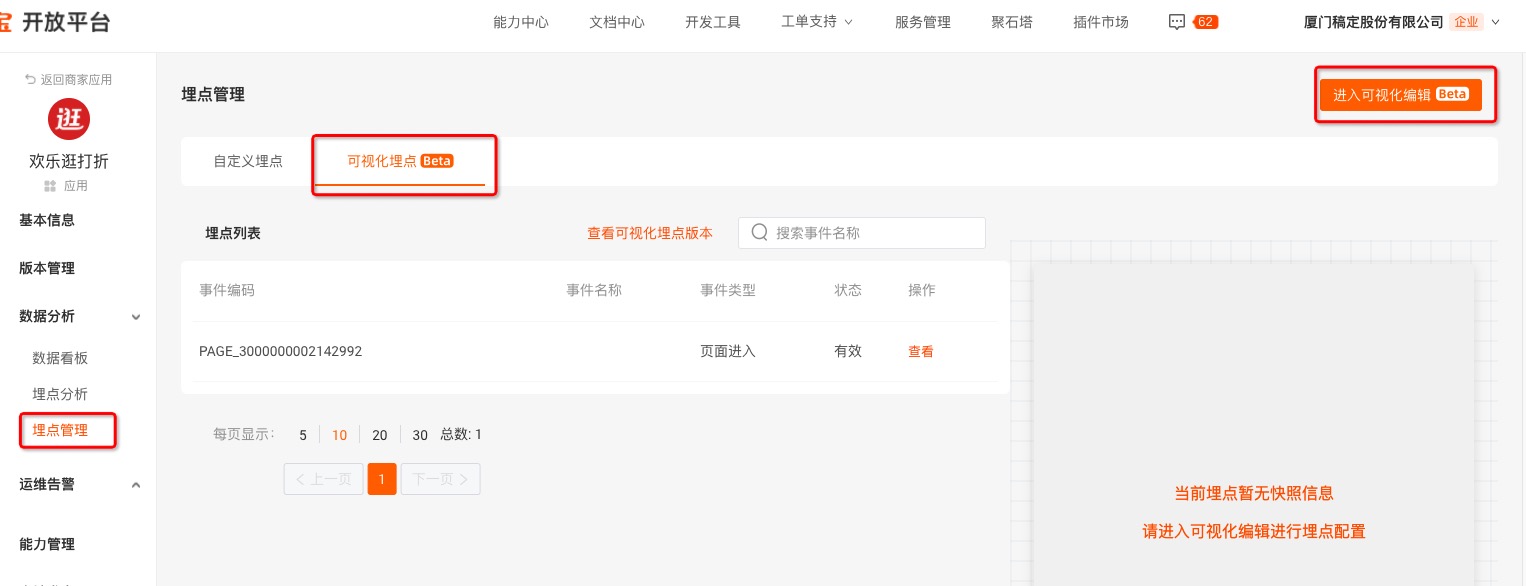 开放平台
能力中心 文档中心 开发工具 工单支持 服务管理 聚石塔 插件市场 62 厦门稿定股份有限公司 企业
返回商家应用
逛
欢乐逛打折
应用
基本信息
版本管理
数据分析
数据看板
埋点分析
埋点管理
运维告警
能力管理
埋点管理
进入可视化编辑 Beta
自定义埋点 可视化埋点 Beta
埋点列表 查看可视化埋点版本 搜索事件名称
事件编码 事件名称 事件类型 状态 操作
PAGE_3000000002142992 页面进入 有效 查看
每页显示: 5 10 20 30 总数: 1
< 上一页 1 下一页 >
当前埋点暂无快照信息
请进入可视化编辑进行埋点配置